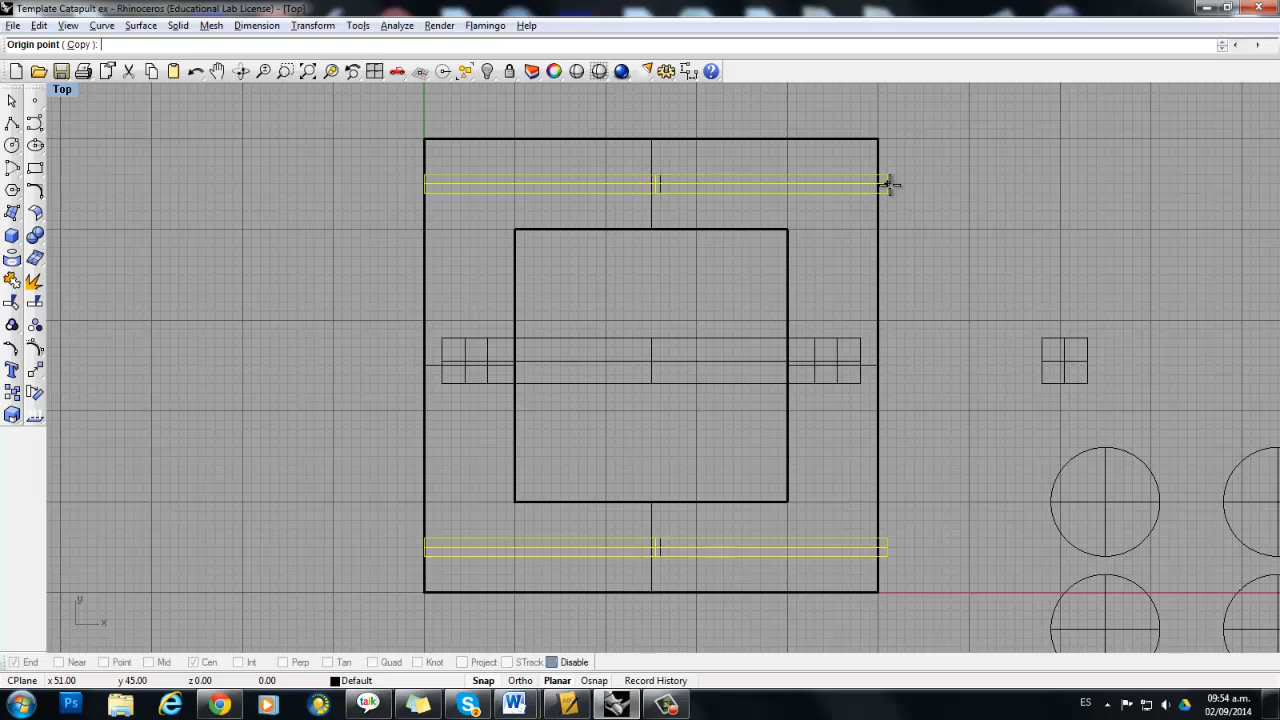 Template Catapult ex - Rhinoceros (Educational Lab License) - [Top]
File Edit View Curve Surface Solid Mesh Dimension Transform Tools Analyze Render Flamingo Help
Origin point ( Copy ):
Top
y
x
End Near Point Mid Cen Int Perp Tan Quad Knot Project STrack Disable
CPlane x 51.00 y 45.00 z 0.00 0.00 Default Snap Ortho Planar Osnap Record History
Ps talk S W ES 09:54 a.m.
02/09/2014